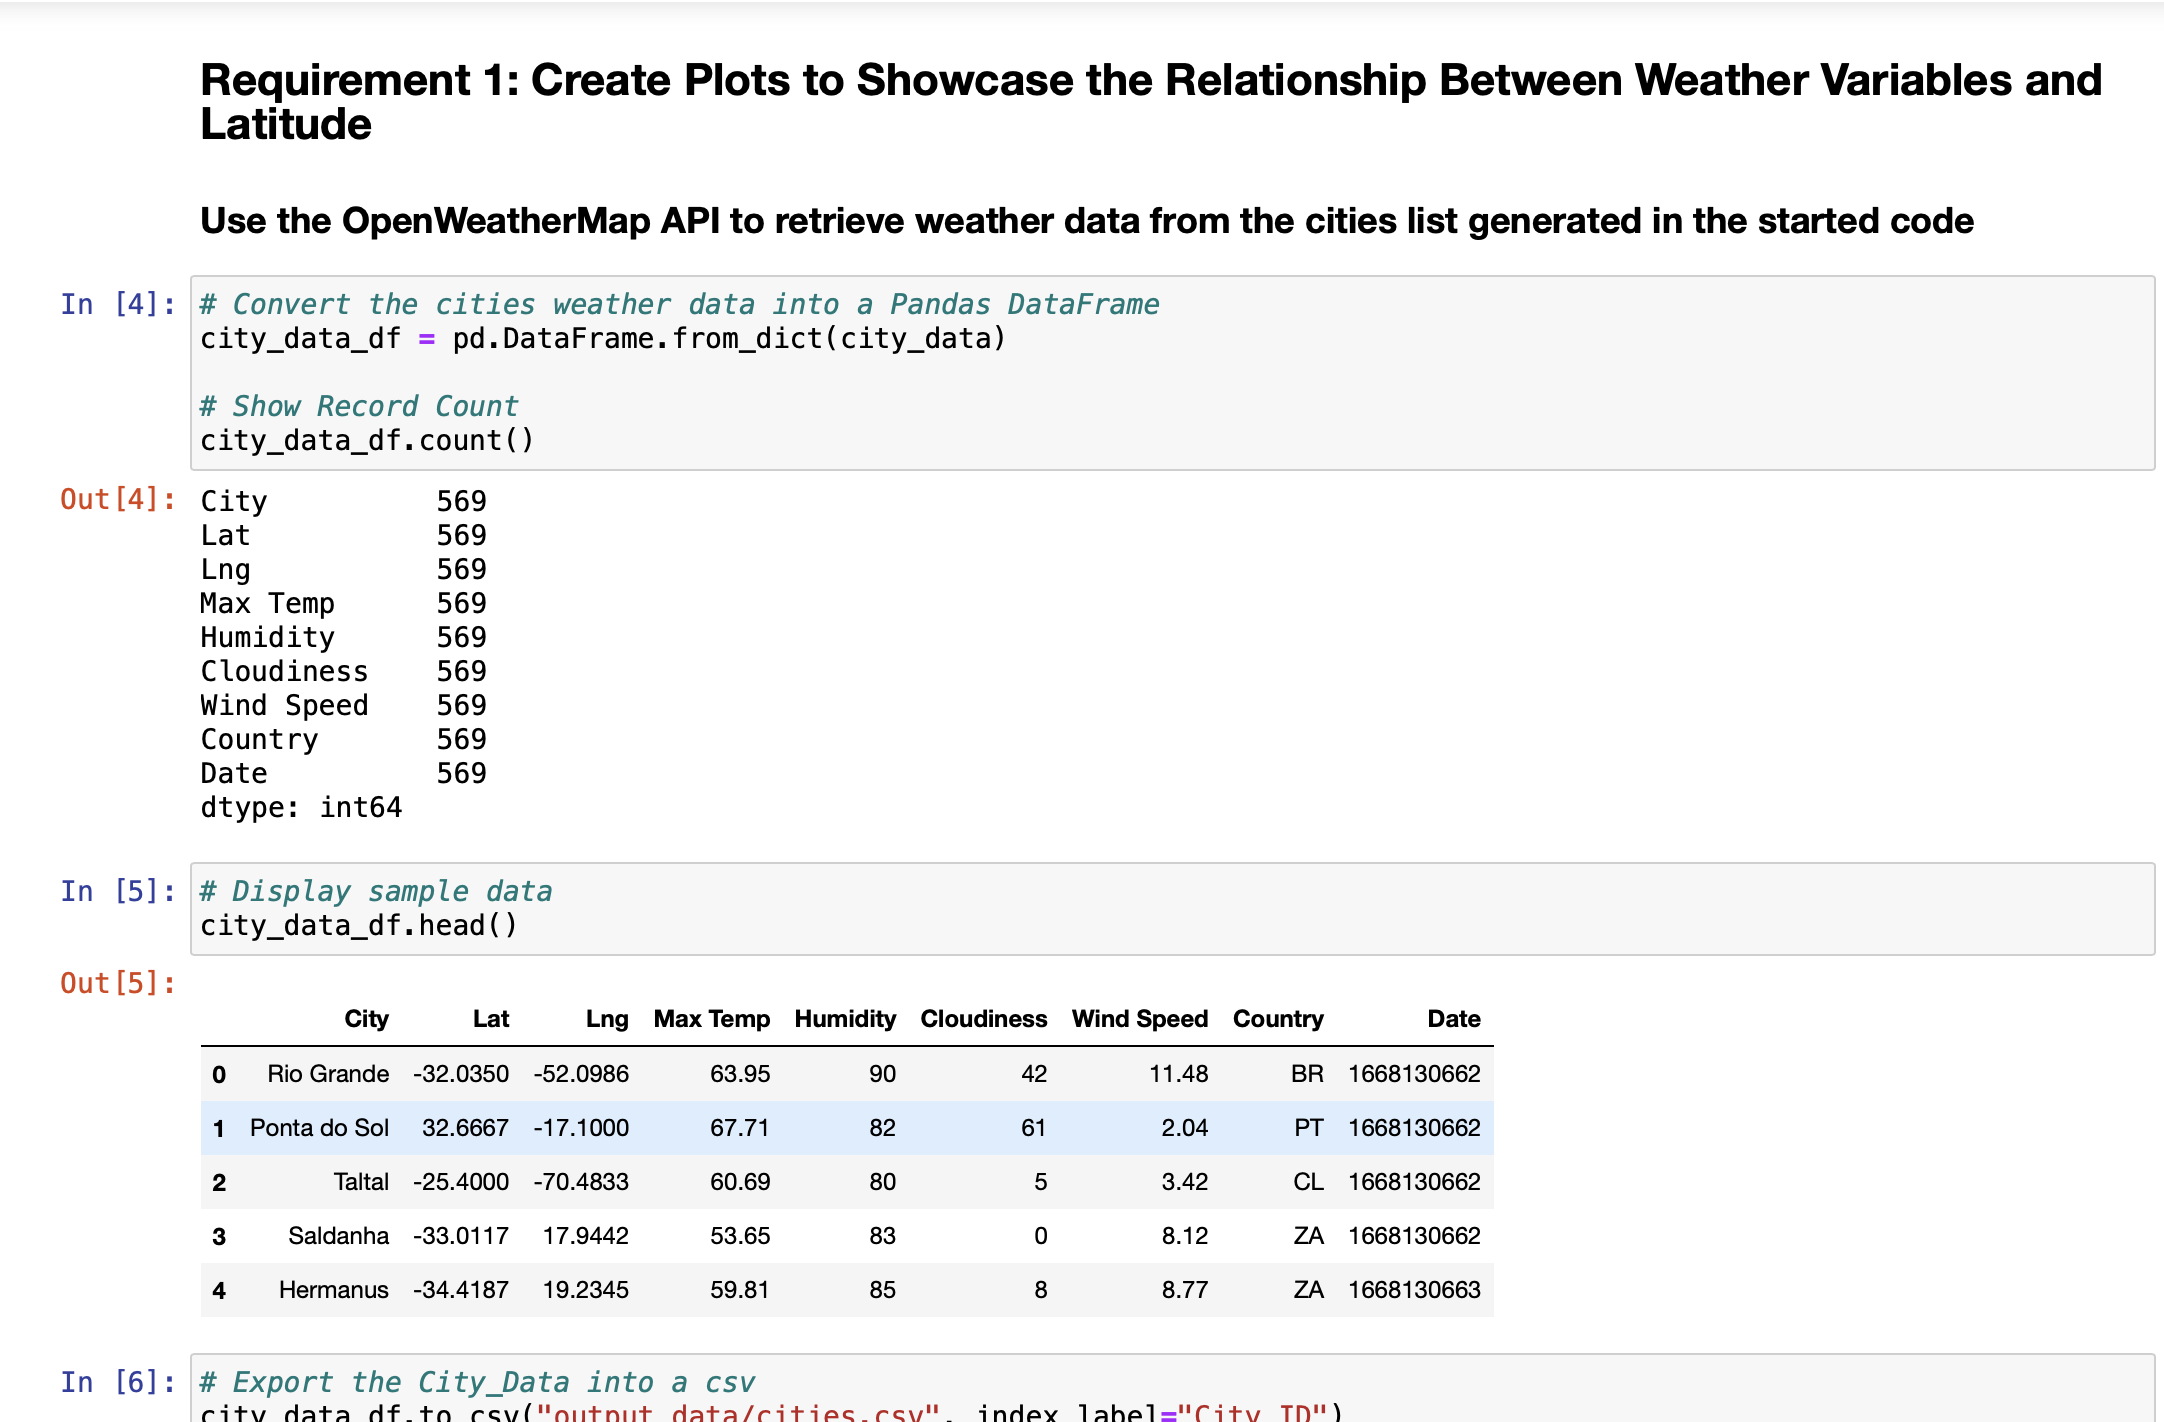 Requirement 1: Create Plots to Showcase the Relationship Between Weather Variables and
Latitude
Use the OpenWeatherMap API to retrieve weather data from the cities list generated in the started code
In [4]: # Convert the cities weather data into a Pandas DataFrame
city_data_df = pd.DataFrame.from_dict(city_data)
# Show Record Count
city_data_df.count()
Out[4]: City 569
Lat 569
Lng 569
Max Temp 569
Humidity 569
Cloudiness 569
Wind Speed 569
Country 569
Date 569
dtype: int64
In [5]: # Display sample data
city_data_df.head()
Out[5]:
City Lat Lng Max Temp Humidity Cloudiness Wind Speed Country Date
0 Rio Grande -32.0350 -52.0986 63.95 90 42 11.48 BR 1668130662
1 Ponta do Sol 32.6667 -17.1000 67.71 82 61 2.04 PT 1668130662
2 Taltal -25.4000 -70.4833 60.69 80 5 3.42 CL 1668130662
3 Saldanha -33.0117 17.9442 53.65 83 0 8.12 ZA 1668130662
4 Hermanus -34.4187 19.2345 59.81 85 8 8.77 ZA 1668130663
In [6]: # Export the City_Data into a csv
city_data_df.to_csv("output_data/cities.csv", index_label="City_ID")